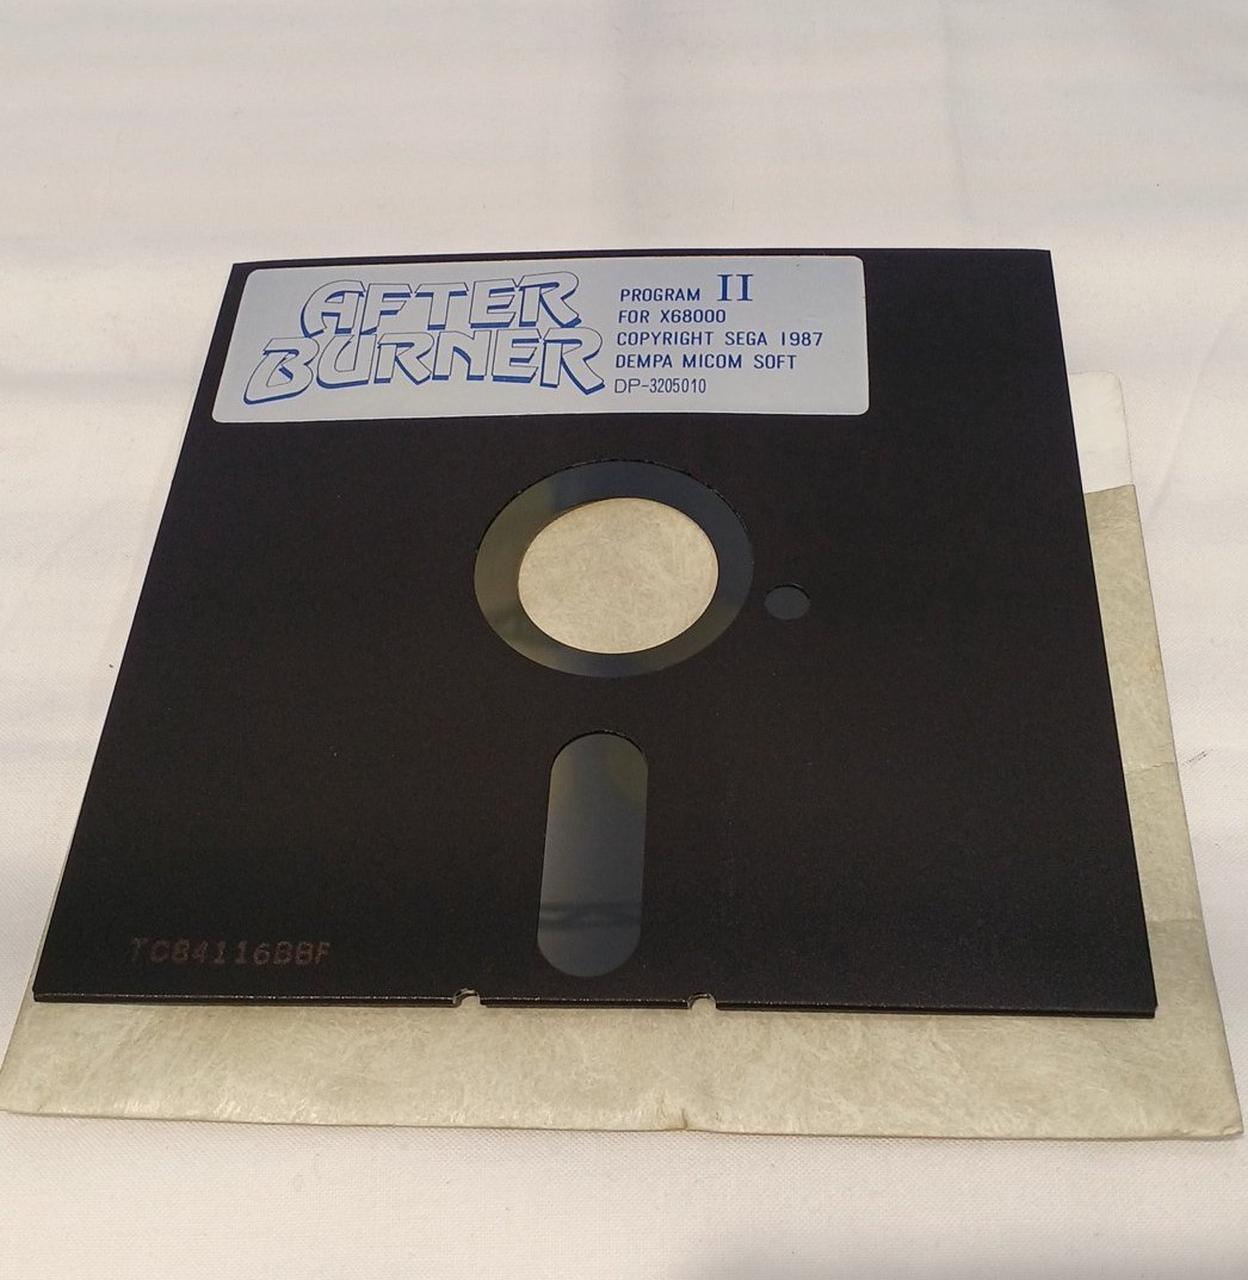 AFTER
BURNER
PROGRAM II
FOR X68000
COPYRIGHT SEGA 1987
DEMPA MICOM SOFT
DP-3205010
TC84116BBF